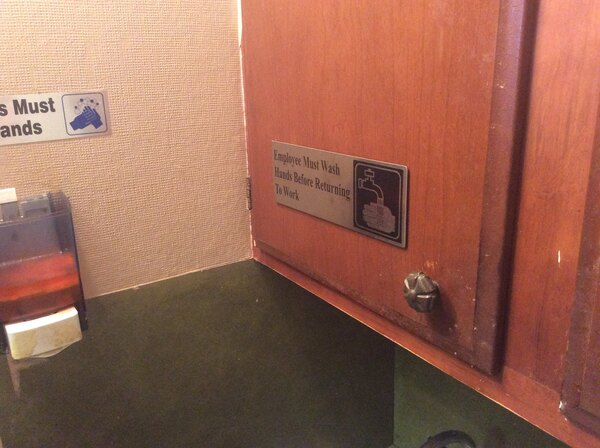 s Must
ands
Employee Must Wash
Hands Before Returning
To Work